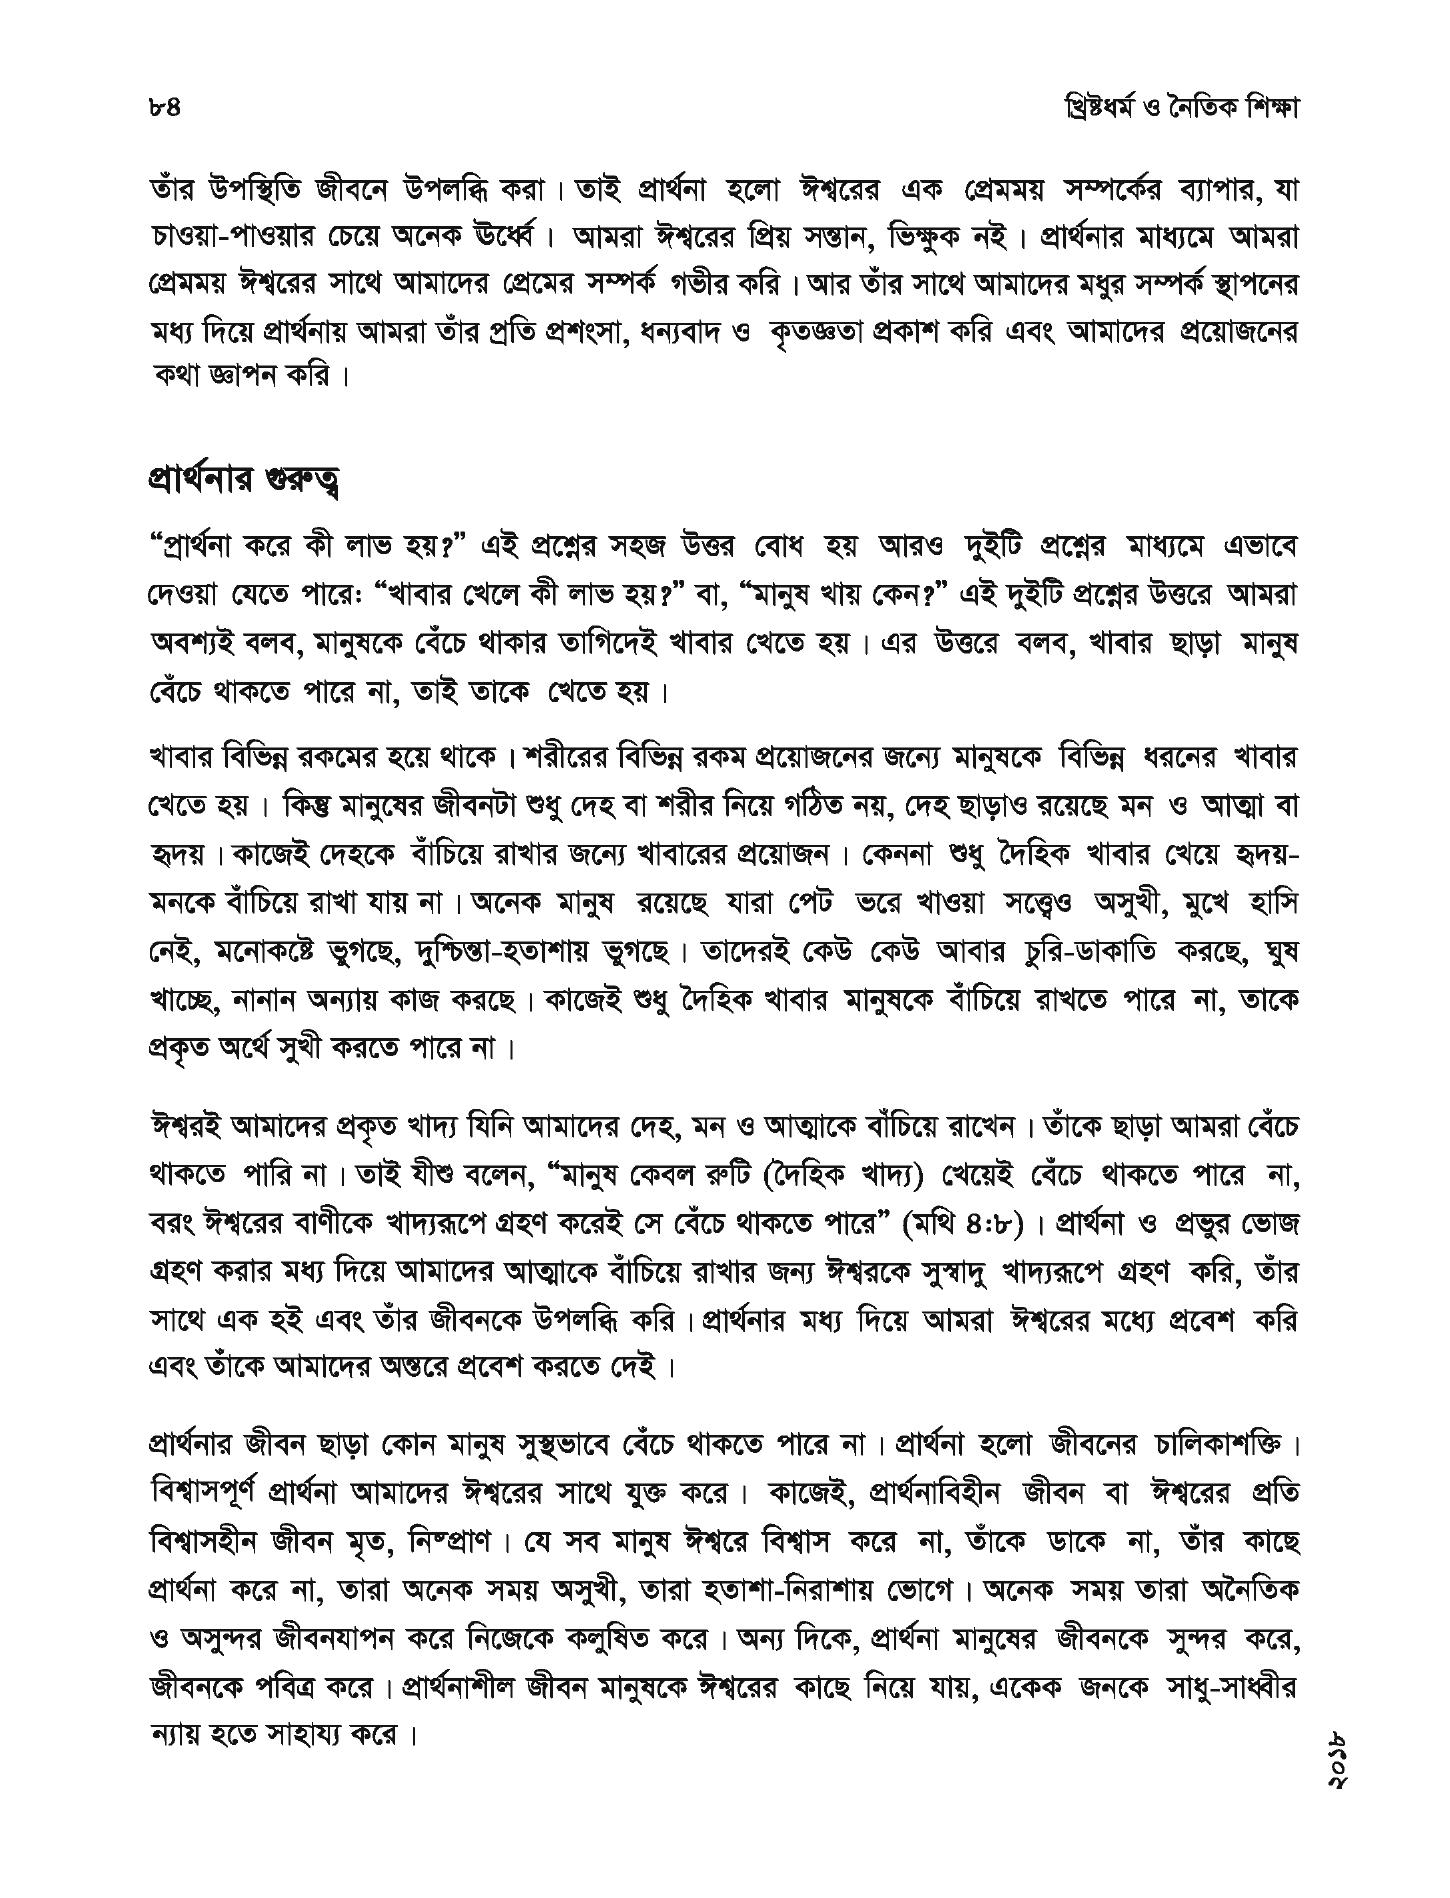 ৮৪ খ্রিষ্টধর্ম ও নৈতিক শিক্ষা
তাঁর উপস্থিতি জীবনে উপলব্ধি করা । তাই প্রার্থনা হলো ঈশ্বরের এক প্রেমময় সম্পর্কের ব্যাপার, যা
চাওয়া-পাওয়ার চেয়ে অনেক ঊর্ধ্বে । আমরা ঈশ্বরের প্রিয় সন্তান, ভিক্ষুক নই । প্রার্থনার মাধ্যমে আমরা
প্রেমময় ঈশ্বরের সাথে আমাদের প্রেমের সম্পর্ক গভীর করি । আর তাঁর সাথে আমাদের মধুর সম্পর্ক স্থাপনের
মধ্য দিয়ে প্রার্থনায় আমরা তাঁর প্রতি প্রশংসা, ধন্যবাদ ও কৃতজ্ঞতা প্রকাশ করি এবং আমাদের প্রয়োজনের
কথা জ্ঞাপন করি ।
প্রার্থনার গুরুত্ব
“প্রার্থনা করে কী লাভ হয়?” এই প্রশ্নের সহজ উত্তর বোধ হয় আরও দুইটি প্রশ্নের মাধ্যমে এভাবে
দেওয়া যেতে পারে: “খাবার খেলে কী লাভ হয়?” বা, “মানুষ খায় কেন?” এই দুইটি প্রশ্নের উত্তরে আমরা
অবশ্যই বলব, মানুষকে বেঁচে থাকার তাগিদেই খাবার খেতে হয় । এর উত্তরে বলব, খাবার ছাড়া মানুষ
বেঁচে থাকতে পারে না, তাই তাকে খেতে হয় ।
খাবার বিভিন্ন রকমের হয়ে থাকে । শরীরের বিভিন্ন রকম প্রয়োজনের জন্যে মানুষকে বিভিন্ন ধরনের খাবার
খেতে হয় । কিন্তু মানুষের জীবনটা শুধু দেহ বা শরীর নিয়ে গঠিত নয়, দেহ ছাড়াও রয়েছে মন ও আত্মা বা
হৃদয় । কাজেই দেহকে বাঁচিয়ে রাখার জন্যে খাবারের প্রয়োজন । কেননা শুধু দৈহিক খাবার খেয়ে হৃদয়-
মনকে বাঁচিয়ে রাখা যায় না । অনেক মানুষ রয়েছে যারা পেট ভরে খাওয়া সত্ত্বেও অসুখী, মুখে হাসি
নেই, মনোকষ্টে ভুগছে, দুশ্চিন্তা-হতাশায় ভুগছে । তাদেরই কেউ কেউ আবার চুরি-ডাকাতি করছে, ঘুষ
খাচ্ছে, নানান অন্যায় কাজ করছে । কাজেই শুধু দৈহিক খাবার মানুষকে বাঁচিয়ে রাখতে পারে না, তাকে
প্রকৃত অর্থে সুখী করতে পারে না ।
ঈশ্বরই আমাদের প্রকৃত খাদ্য যিনি আমাদের দেহ, মন ও আত্মাকে বাঁচিয়ে রাখেন । তাঁকে ছাড়া আমরা বেঁচে
থাকতে পারি না । তাই যীশু বলেন, “মানুষ কেবল রুটি (দৈহিক খাদ্য) খেয়েই বেঁচে থাকতে পারে না,
বরং ঈশ্বরের বাণীকে খাদ্যরূপে গ্রহণ করেই সে বেঁচে থাকতে পারে” (মথি ৪:৮) । প্রার্থনা ও প্রভুর ভোজ
গ্রহণ করার মধ্য দিয়ে আমাদের আত্মাকে বাঁচিয়ে রাখার জন্য ঈশ্বরকে সুস্বাদু খাদ্যরূপে গ্রহণ করি, তাঁর
সাথে এক হই এবং তাঁর জীবনকে উপলব্ধি করি । প্রার্থনার মধ্য দিয়ে আমরা ঈশ্বরের মধ্যে প্রবেশ করি
এবং তাঁকে আমাদের অন্তরে প্রবেশ করতে দেই ।
প্রার্থনার জীবন ছাড়া কোন মানুষ সুস্থভাবে বেঁচে থাকতে পারে না । প্রার্থনা হলো জীবনের চালিকাশক্তি ।
বিশ্বাসপূর্ণ প্রার্থনা আমাদের ঈশ্বরের সাথে যুক্ত করে । কাজেই, প্রার্থনাবিহীন জীবন বা ঈশ্বরের প্রতি
বিশ্বাসহীন জীবন মৃত, নিষ্প্রাণ । যে সব মানুষ ঈশ্বরে বিশ্বাস করে না, তাঁকে ডাকে না, তাঁর কাছে
প্রার্থনা করে না, তারা অনেক সময় অসুখী, তারা হতাশা-নিরাশায় ভোগে । অনেক সময় তারা অনৈতিক
ও অসুন্দর জীবনযাপন করে নিজেকে কলুষিত করে । অন্য দিকে, প্রার্থনা মানুষের জীবনকে সুন্দর করে,
জীবনকে পবিত্র করে । প্রার্থনাশীল জীবন মানুষকে ঈশ্বরের কাছে নিয়ে যায়, একেক জনকে সাধু-সাধ্বীর
ন্যায় হতে সাহায্য করে ।
২০১৮